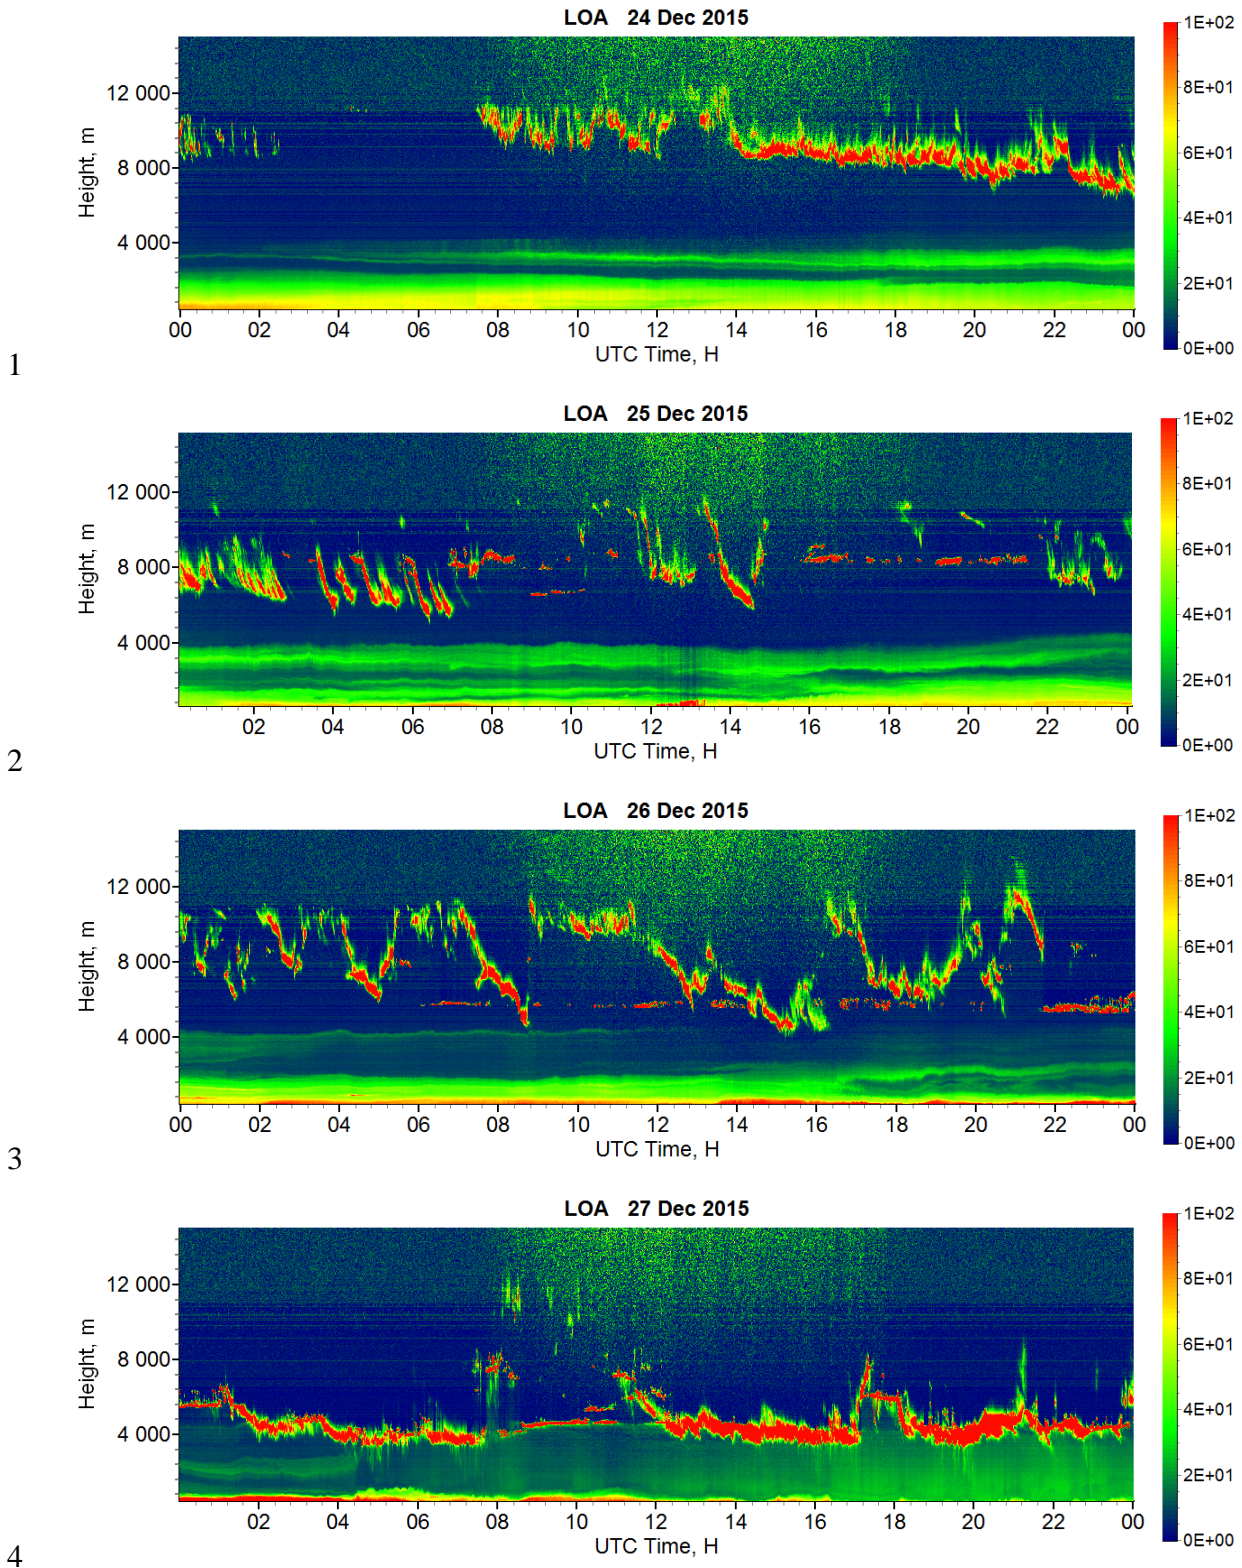 LOA 24 Dec 2015
1E+02
12 000
8E+01
8 000
6E+01
4E+01
4 000
2E+01
0E+00
Height, m
00 02 04 06 08 10 12 14 16 18 20 22 00
UTC Time, H
1
LOA 25 Dec 2015
1E+02
12 000
8E+01
8 000
6E+01
4E+01
4 000
2E+01
0E+00
Height, m
02 04 06 08 10 12 14 16 18 20 22 00
UTC Time, H
2
LOA 26 Dec 2015
1E+02
12 000
8E+01
8 000
6E+01
4E+01
4 000
2E+01
0E+00
Height, m
00 02 04 06 08 10 12 14 16 18 20 22 00
UTC Time, H
3
LOA 27 Dec 2015
1E+02
12 000
8E+01
8 000
6E+01
4E+01
4 000
2E+01
0E+00
Height, m
02 04 06 08 10 12 14 16 18 20 22 00
UTC Time, H
4